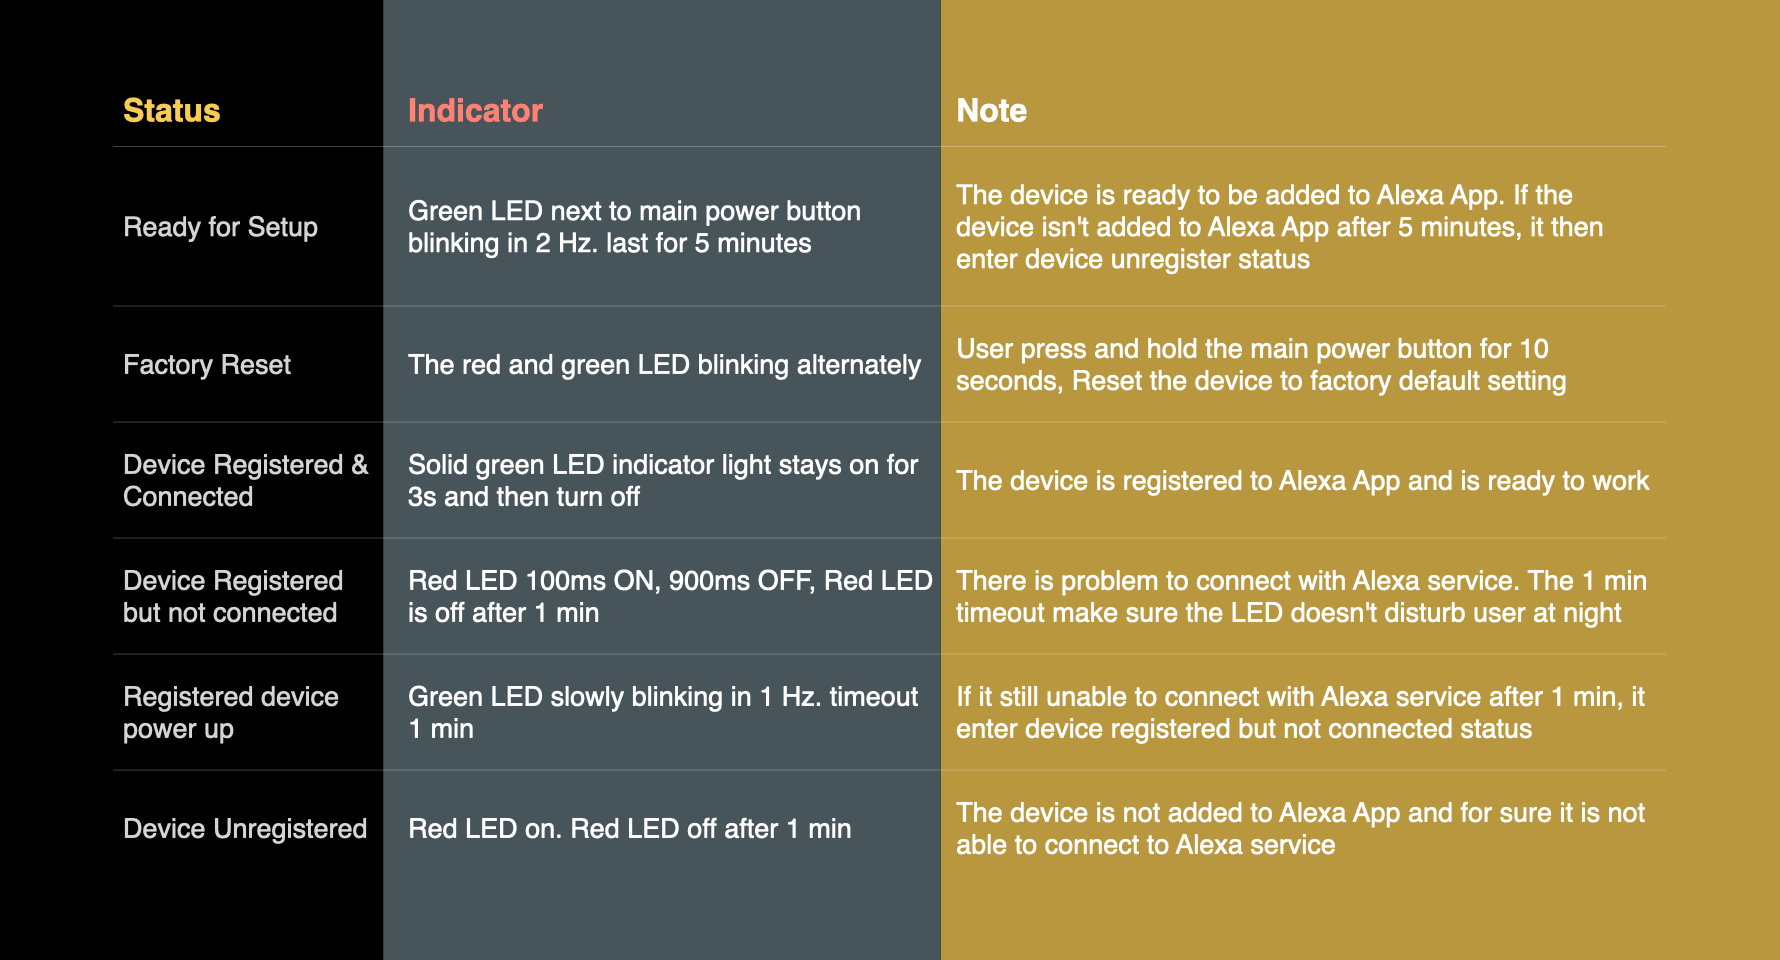 Status
Indicator
Note
Ready for Setup
Green LED next to main power button
blinking in 2 Hz. last for 5 minutes
The device is ready to be added to Alexa App. If the
device isn't added to Alexa App after 5 minutes, it then
enter device unregister status
Factory Reset
The red and green LED blinking alternately
User press and hold the main power button for 10
seconds, Reset the device to factory default setting
Device Registered &
Connected
Solid green LED indicator light stays on for
3s and then turn off
The device is registered to Alexa App and is ready to work
Device Registered
but not connected
Red LED 100ms ON, 900ms OFF, Red LED
is off after 1 min
There is problem to connect with Alexa service. The 1 min
timeout make sure the LED doesn't disturb user at night
Registered device
power up
Green LED slowly blinking in 1 Hz. timeout
1 min
If it still unable to connect with Alexa service after 1 min, it
enter device registered but not connected status
Device Unregistered
Red LED on. Red LED off after 1 min
The device is not added to Alexa App and for sure it is not
able to connect to Alexa service